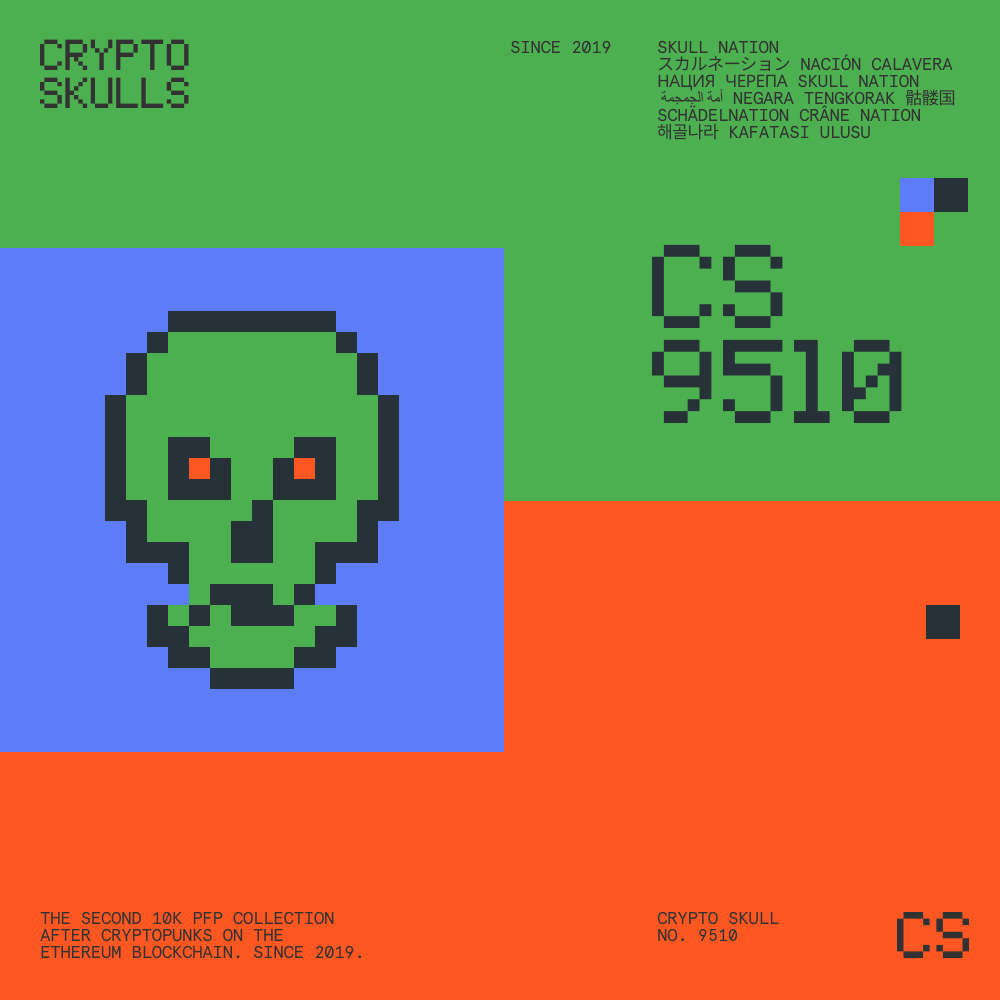 CRYPTO
SKULLS
SINCE 2019
SKULL NATION
スカルネーション NACIÓN CALAVERA
НАЦИЯ ЧЕРЕПА SKULL NATION
أمة الجمجمة NEGARA TENGKORAK 骷髅国
SCHÄDELNATION CRÂNE NATION
해골나라 KAFATASI ULUSU
CS
9510
THE SECOND 10K PFP COLLECTION
AFTER CRYPTOPUNKS ON THE
ETHEREUM BLOCKCHAIN. SINCE 2019.
CRYPTO SKULL
NO. 9510
CS